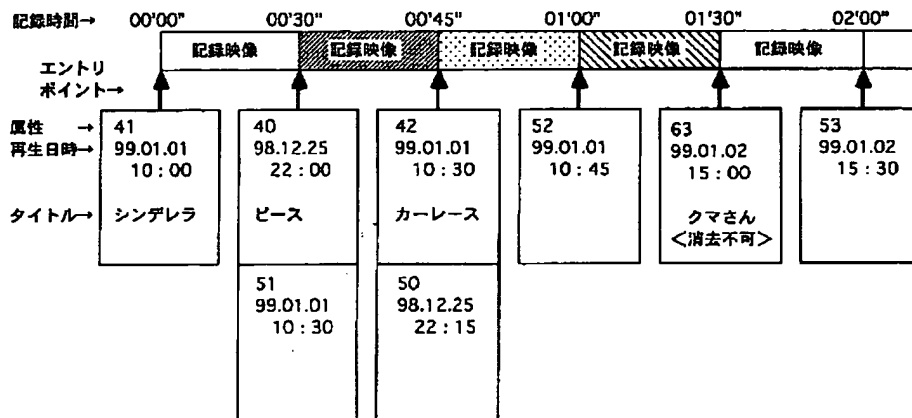 記録時間→ 00'00" 00'30" 00'45" 01'00" 01'30" 02'00"
記録映像 記録映像 記録映像 記録映像 記録映像
エントリ
ポイント→
属性 →
再生日時→
タイトル→
41
99.01.01
10:00
シンデレラ
40
98.12.25
22:00
ピース
42
99.01.01
10:30
カーレース
52
99.01.01
10:45
63
99.01.02
15:00
クマさん
<消去不可>
53
99.01.02
15:30
51
99.01.01
10:30
50
98.12.25
22:15